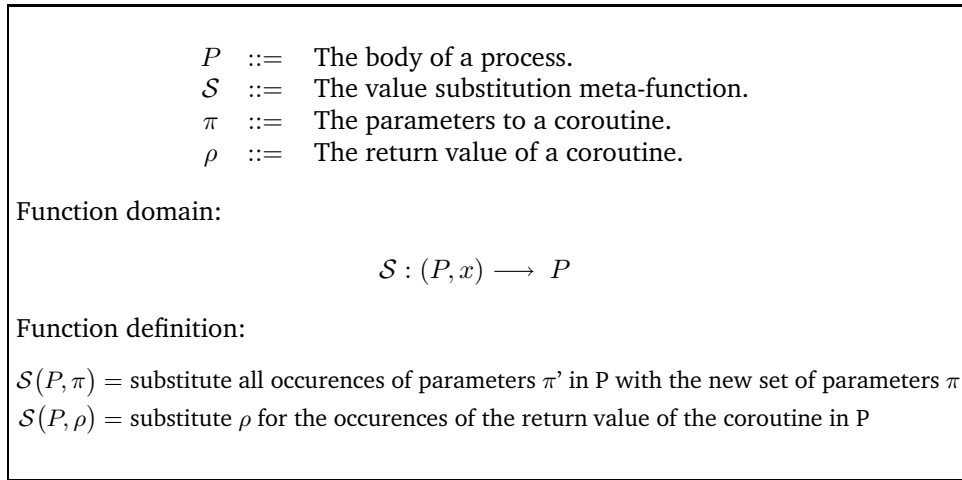 P ::= The body of a process.
𝒮 ::= The value substitution meta-function.
π ::= The parameters to a coroutine.
ρ ::= The return value of a coroutine.
Function domain:
𝒮 : (P, x) ⟶ P
Function definition:
𝒮(P, π) = substitute all occurences of parameters π’ in P with the new set of parameters π
𝒮(P, ρ) = substitute ρ for the occurences of the return value of the coroutine in P